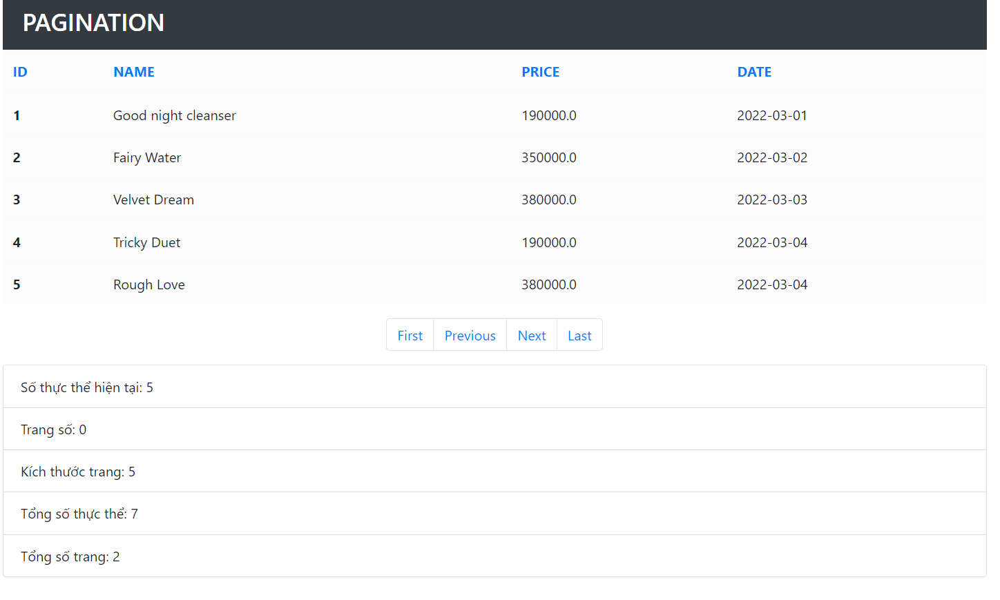 PAGINATION
ID NAME PRICE DATE
1 Good night cleanser 190000.0 2022-03-01
2 Fairy Water 350000.0 2022-03-02
3 Velvet Dream 380000.0 2022-03-03
4 Tricky Duet 190000.0 2022-03-04
5 Rough Love 380000.0 2022-03-04
First Previous Next Last
Số thực thể hiện tại: 5
Trang số: 0
Kích thước trang: 5
Tổng số thực thể: 7
Tổng số trang: 2